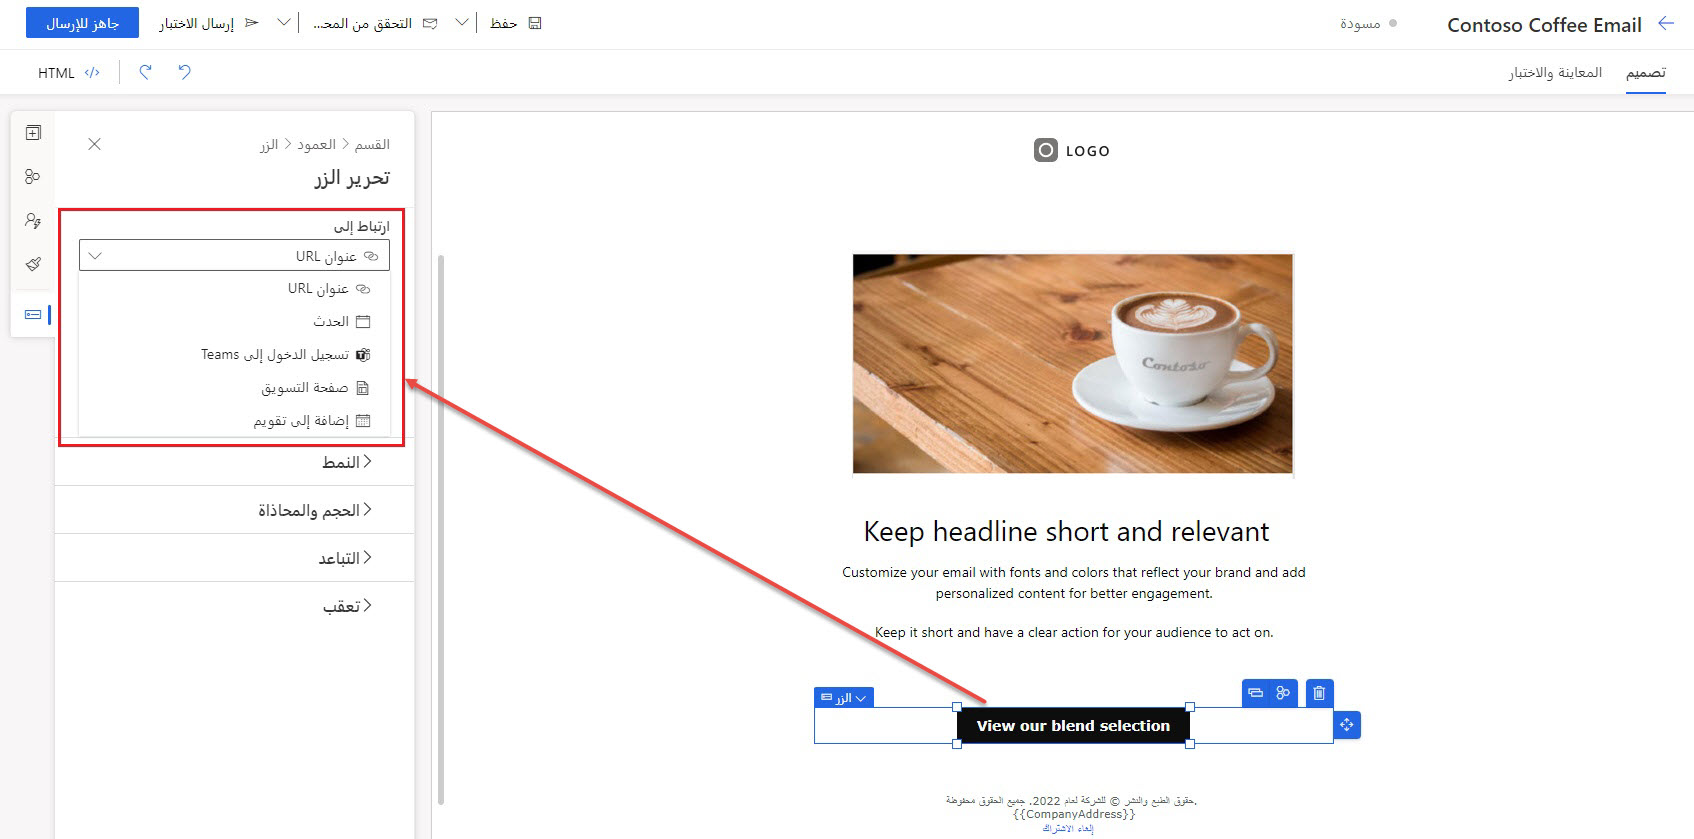 Contoso Coffee Email
مسودة
حفظ
التحقق من المحـ...
إرسال الاختبار
جاهز للإرسال
تصميم
المعاينة والاختبار
HTML
القسم > العمود > الزر
تحرير الزر
ارتباط إلى
عنوان URL
عنوان URL
الحدث
تسجيل الدخول إلى Teams
صفحة التسويق
إضافة إلى تقويم
النمط
الحجم والمحاذاة
التباعد
تعقب
LOGO
Contoso
Keep headline short and relevant
Customize your email with fonts and colors that reflect your brand and add
personalized content for better engagement.
Keep it short and have a clear action for your audience to act on.
الزر
View our blend selection
حقوق الطبع والنشر © للشركة لعام 2022. جميع الحقوق محفوظة.
{{CompanyAddress}}
إلغاء الاشتراك